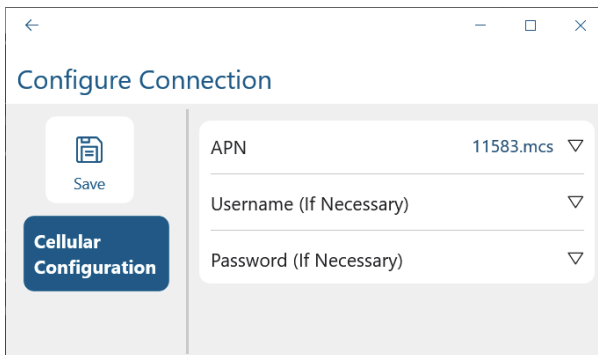 Configure Connection
Save
Cellular
Configuration
APN 11583.mcs
Username (If Necessary)
Password (If Necessary)